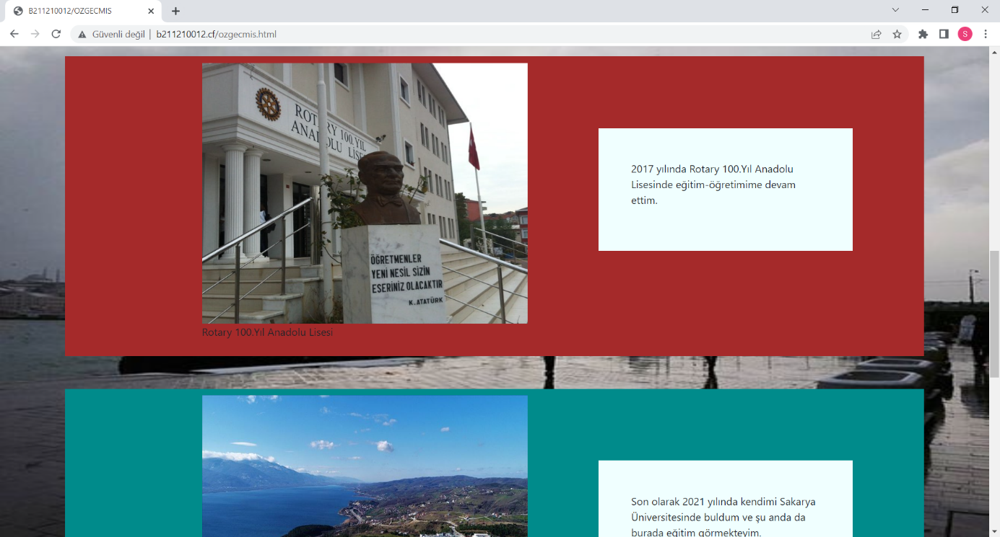 B211210012/OZGECMIS
Güvenli değil | b211210012.cf/ozgecmis.html
S
ROTARY 100.YIL
ANADOLU LİSESİ
ÖĞRETMENLER
YENİ NESİL SİZİN
ESERİNİZ OLACAKTIR
K.ATATÜRK
Rotary 100.Yıl Anadolu Lisesi
2017 yılında Rotary 100.Yıl Anadolu
Lisesinde eğitim-öğretimime devam
ettim.
Son olarak 2021 yılında kendimi Sakarya
Üniversitesinde buldum ve şu anda da
burada eğitim görmekteyim.